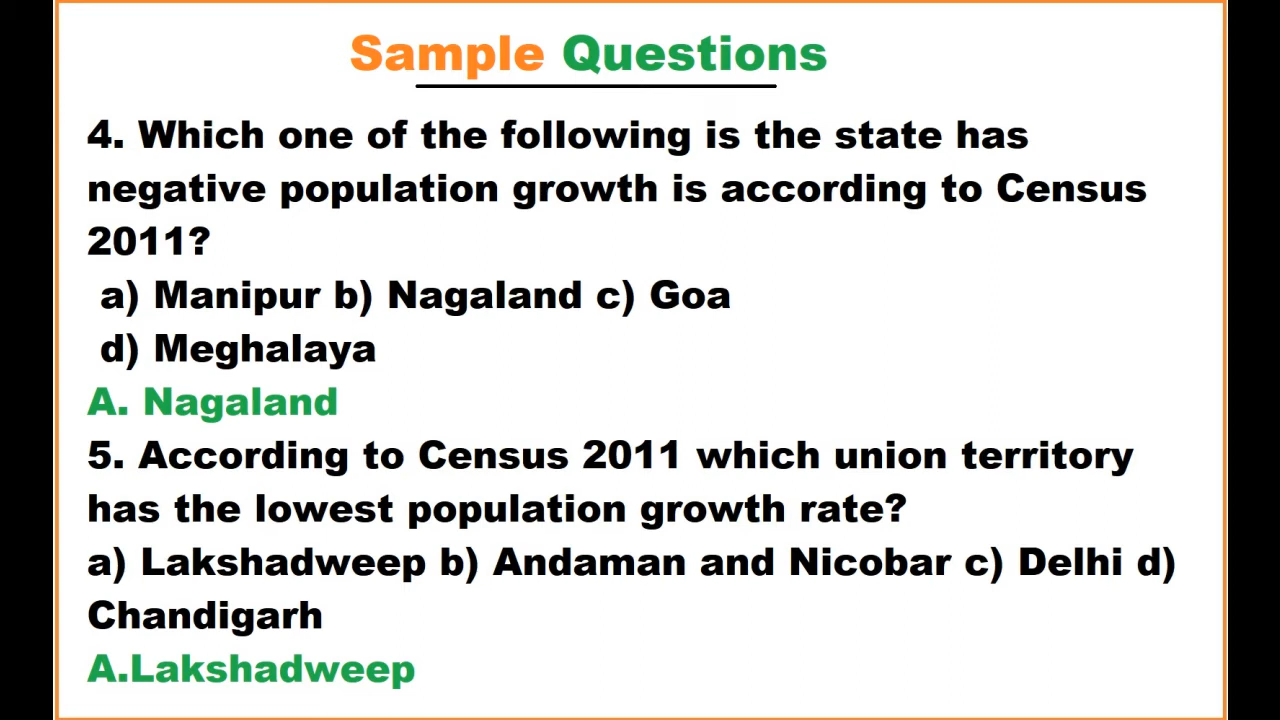 Sample Questions
4. Which one of the following is the state has
negative population growth is according to Census
2011?
a) Manipur b) Nagaland c) Goa
d) Meghalaya
A. Nagaland
5. According to Census 2011 which union territory
has the lowest population growth rate?
a) Lakshadweep b) Andaman and Nicobar c) Delhi d)
Chandigarh
A.Lakshadweep